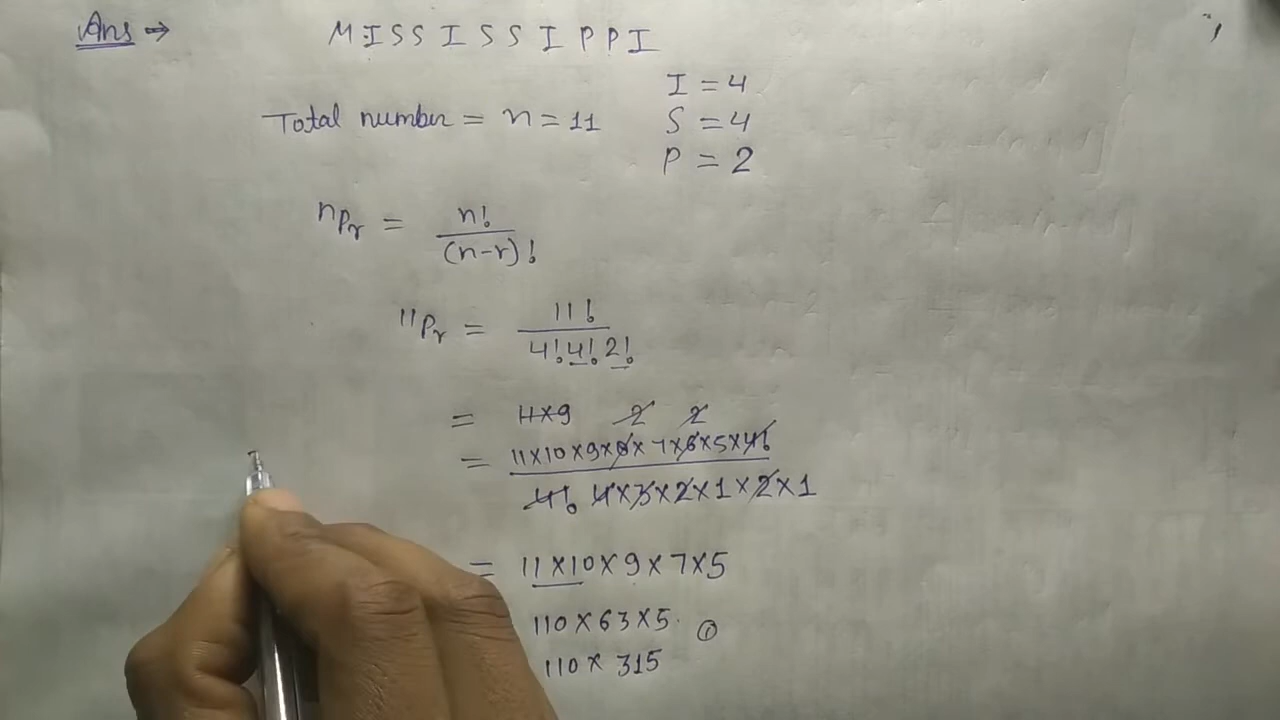 Ans ⇒ MISSISSIPPI
I = 4
Total number = n = 11 S = 4
P = 2
nPr = n! / (n-r)!
11Pr = 11! / 4!4!2!
= 11×9 2 2
= 11×10×9×8×7×6×5×4! / 4! 4×3×2×1×2×1
= 11×10×9×7×5
110×63×5 ①
110× 315